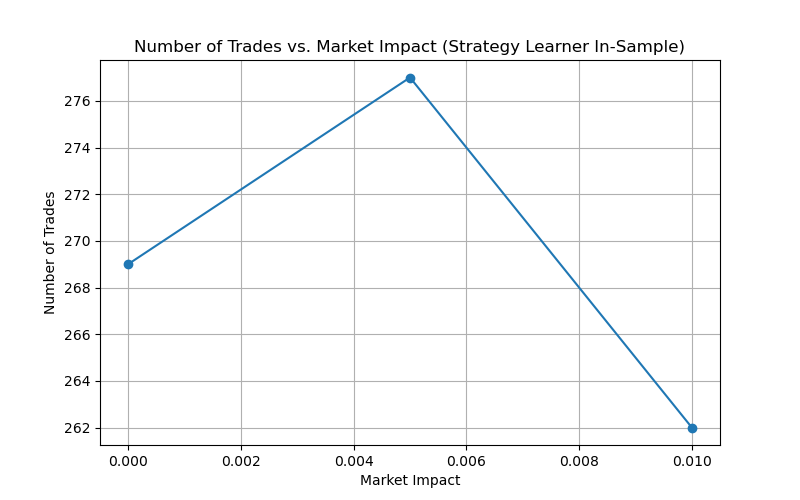 Number of Trades vs. Market Impact (Strategy Learner In-Sample)
276
274
272
270
268
266
264
262
Number of Trades
0.000 0.002 0.004 0.006 0.008 0.010
Market Impact